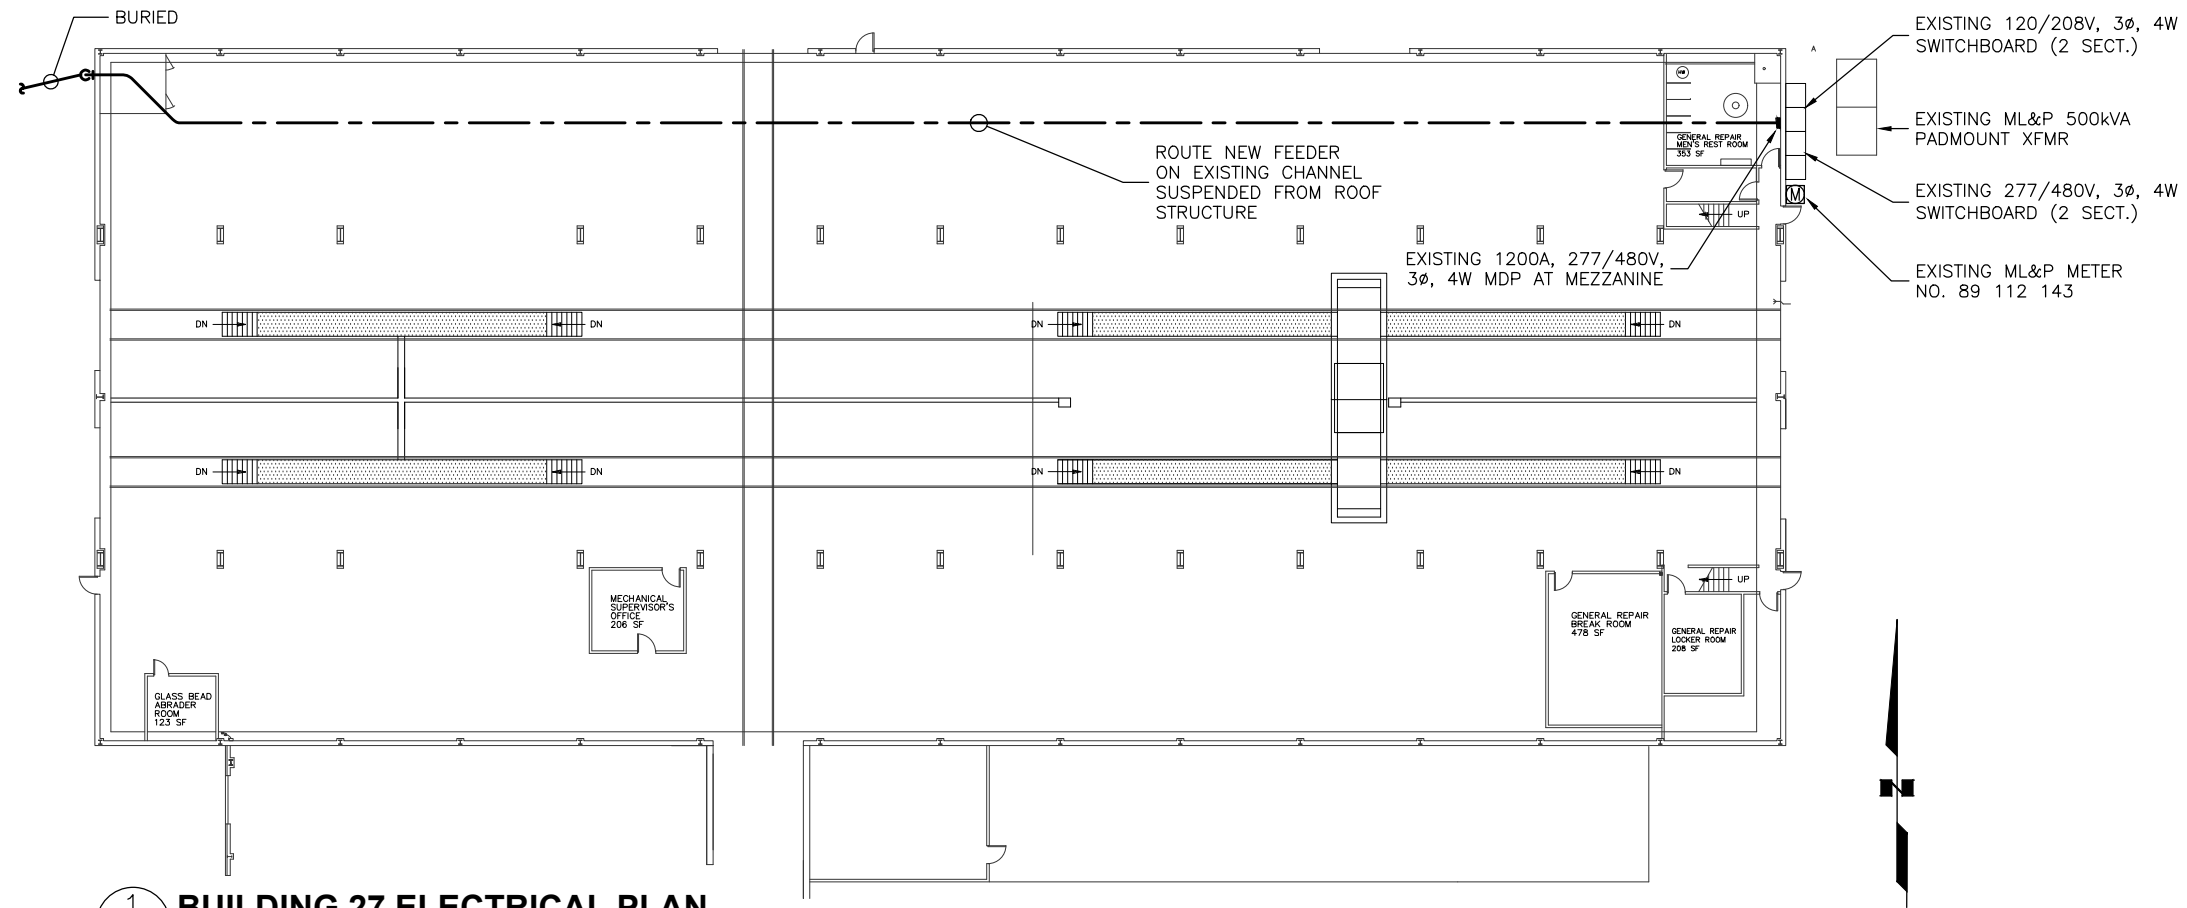 BURIED
EXISTING 120/208V, 3ø, 4W
SWITCHBOARD (2 SECT.)
A
EXISTING ML&P 500kVA
PADMOUNT XFMR
GENERAL REPAIR
MEN'S REST ROOM
353 SF
ROUTE NEW FEEDER
ON EXISTING CHANNEL
SUSPENDED FROM ROOF
STRUCTURE
EXISTING 277/480V, 3ø, 4W
SWITCHBOARD (2 SECT.)
M
UP
EXISTING 1200A, 277/480V,
3ø, 4W MDP AT MEZZANINE
EXISTING ML&P METER
NO. 89 112 143
DN
DN
DN
DN
DN
DN
DN
DN
UP
MECHANICAL
SUPERVISOR'S
OFFICE
206 SF
GENERAL REPAIR
BREAK ROOM
478 SF
GENERAL REPAIR
LOCKER ROOM
208 SF
GLASS BEAD
ABRADER
ROOM
123 SF
N
1
BUILDING 27 ELECTRICAL PLAN